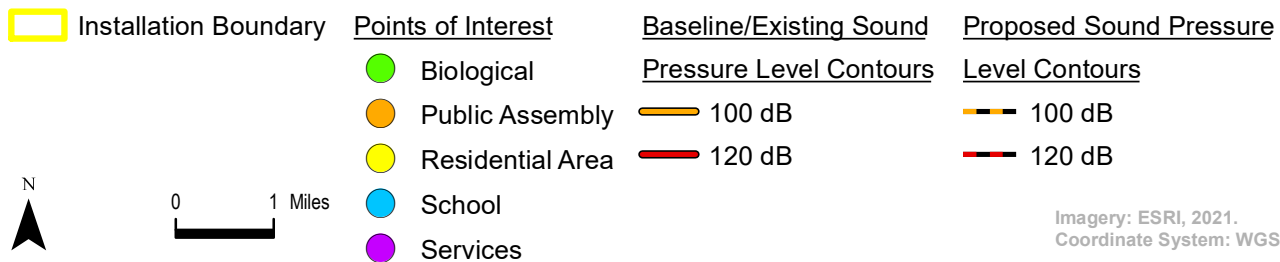 Installation Boundary
Points of Interest
Biological
Public Assembly
Residential Area
School
Services
Baseline/Existing Sound
Pressure Level Contours
100 dB
120 dB
Proposed Sound Pressure
Level Contours
100 dB
120 dB
N
0 1 Miles
Imagery: ESRI, 2021.
Coordinate System: WGS